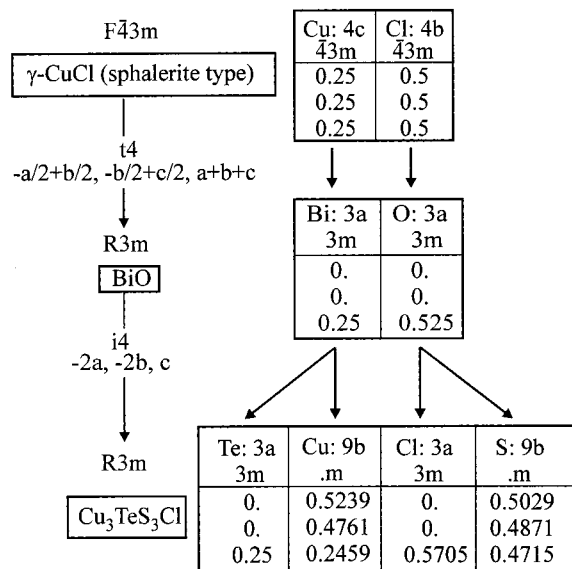 F4̄3m
γ-CuCl (sphalerite type)
Cu: 4c Cl: 4b
4̄3m 4̄3m
0.25 0.5
0.25 0.5
0.25 0.5
t4
-a/2+b/2, -b/2+c/2, a+b+c
R3m
BiO
Bi: 3a O: 3a
3m 3m
0. 0.
0. 0.
0.25 0.525
i4
-2a, -2b, c
R3m
Cu₃TeS₃Cl
Te: 3a Cu: 9b Cl: 3a S: 9b
3m .m 3m .m
0. 0.5239 0. 0.5029
0. 0.4761 0. 0.4871
0.25 0.2459 0.5705 0.4715